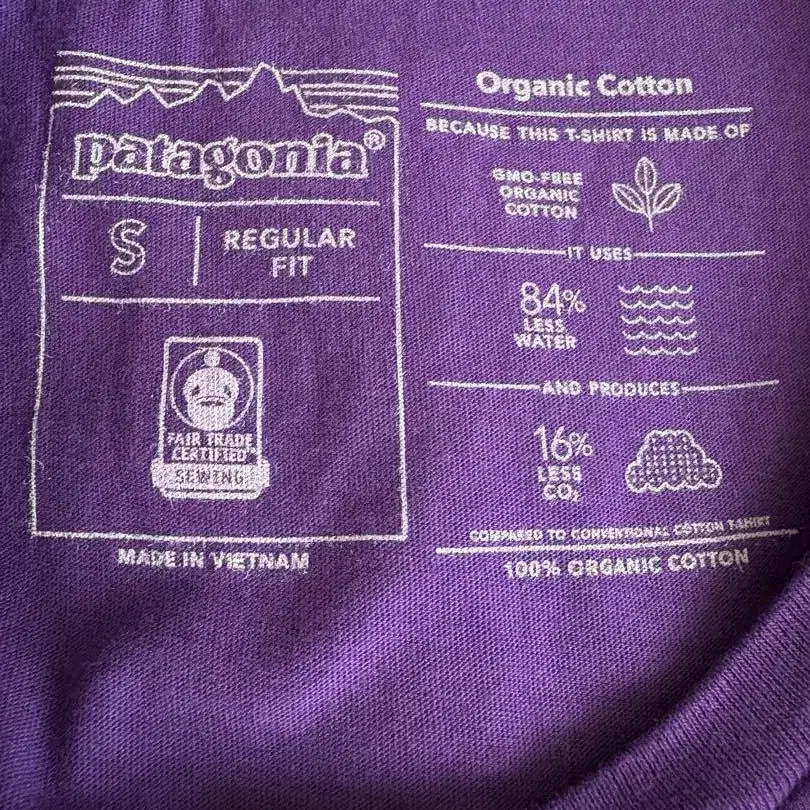 patagonia®
S
REGULAR
FIT
FAIR TRADE
CERTIFIED™
SEWING
MADE IN VIETNAM
Organic Cotton
BECAUSE THIS T-SHIRT IS MADE OF
GMO-FREE
ORGANIC
COTTON
IT USES
84%
LESS
WATER
AND PRODUCES
16%
LESS
CO₂
COMPARED TO CONVENTIONAL COTTON T-SHIRT
100% ORGANIC COTTON